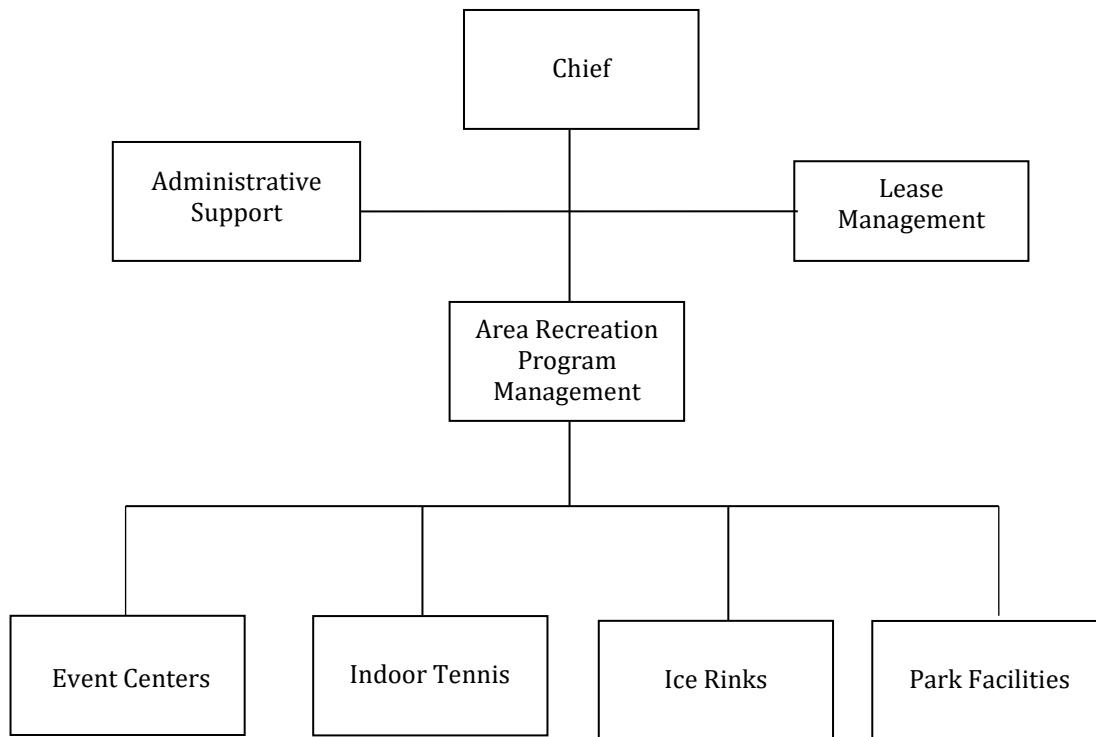 Chief
Administrative
Support
Lease
Management
Area Recreation
Program
Management
Event Centers
Indoor Tennis
Ice Rinks
Park Facilities